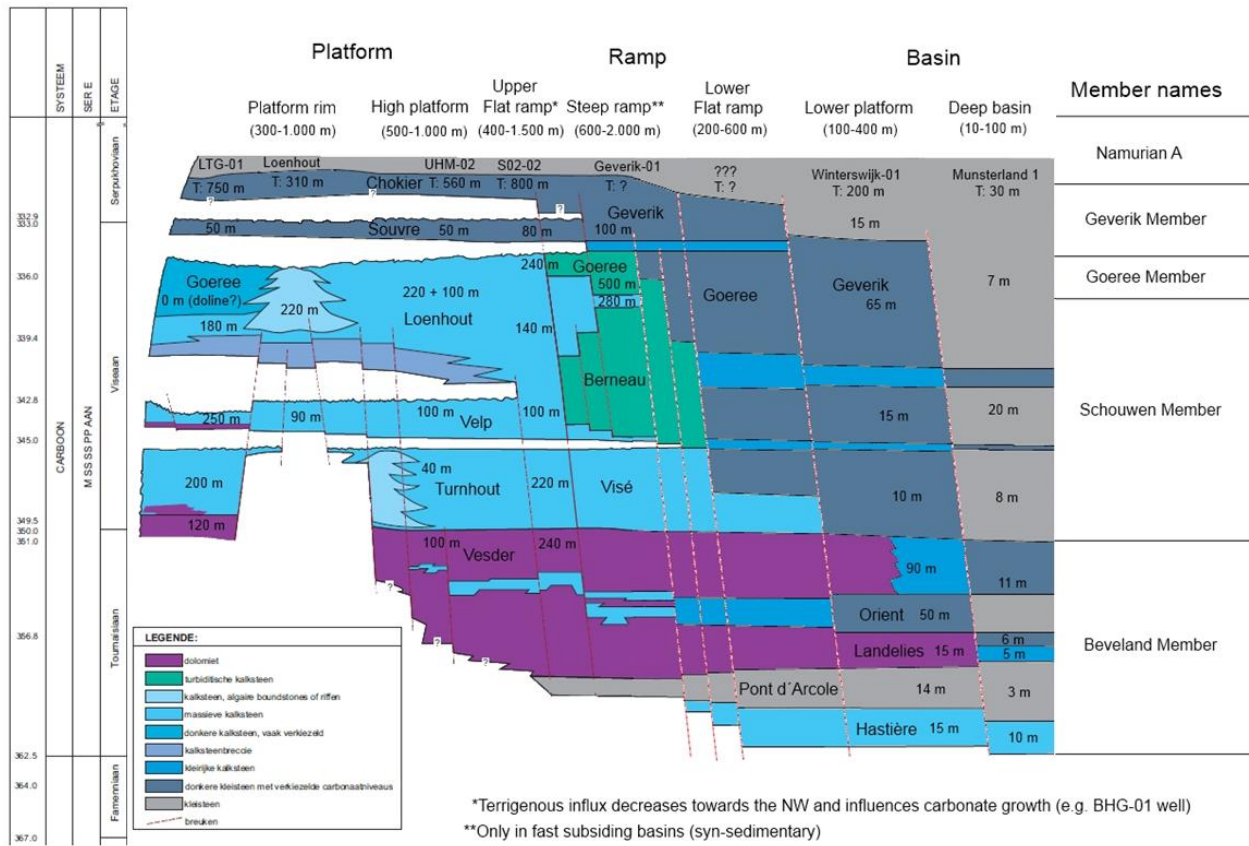 Platform Ramp Basin
SYSTEEM
SERIE
ETAGE
Platform rim
(300-1.000 m)
High platform
(500-1.000 m)
Upper
Flat ramp*
(400-1.500 m)
Steep ramp**
(600-2.000 m)
Lower
Flat ramp
(200-600 m)
Lower platform
(100-400 m)
Deep basin
(10-100 m)
Member names
Namurian A
Geverik Member
Goeree Member
Schouwen Member
Beveland Member
Serpukhoviaan
Viseaan
Tournaisiaan
Famenniaan
CARBOON
M SS SS PP AAN
332.9
333.0
336.0
339.4
342.8
345.0
349.5
350.0
351.0
356.8
362.5
364.0
367.0
LTG-01
T: 750 m
Loenhout
T: 310 m
UHM-02
T: 560 m
S02-02
T: 800 m
Geverik-01
T: ?
???
T: ?
Winterswijk-01
T: 200 m
Munsterland 1
T: 30 m
Chokier
?
?
?
Geverik
100 m
15 m
50 m
Souvre
50 m
80 m
Goeree
0 m (doline?)
180 m
220 m
220 + 100 m
Loenhout
240 m
Goeree
500 m
280 m
140 m
Berneau
Goeree
Geverik
65 m
7 m
250 m
90 m
100 m
Velp
100 m
15 m
20 m
200 m
120 m
40 m
Turnhout
220 m
Visé
10 m
8 m
100 m
Vesder
240 m
90 m
11 m
?
?
?
Orient 50 m
Landelies 15 m
6 m
5 m
Pont d´Arcole
14 m
3 m
Hastière 15 m
10 m
LEGENDE:
dolomiet
turbiditische kalksteen
kalksteen, algaire boundstones of riffen
massieve kalksteen
donkere kalksteen, vaak verkiezeld
kalksteenbreccie
kleirijke kalksteen
donkere kleisteen met verkiezelde carbonaatniveaus
kleisteen
breuken
*Terrigenous influx decreases towards the NW and influences carbonate growth (e.g. BHG-01 well)
**Only in fast subsiding basins (syn-sedimentary)